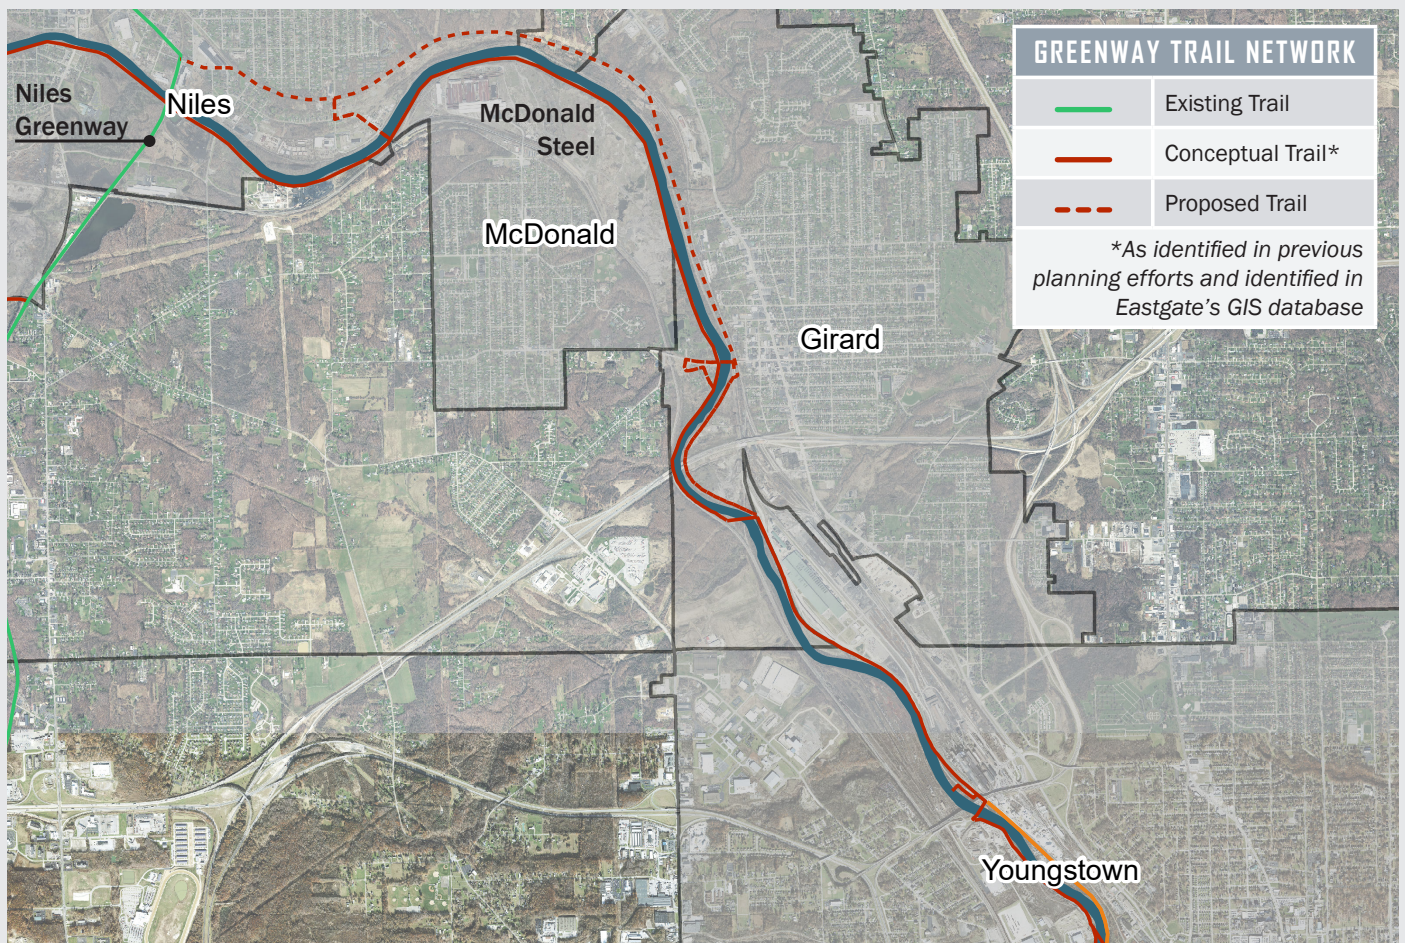 Niles
Greenway
Niles
McDonald
Steel
McDonald
Girard
Youngstown
GREENWAY TRAIL NETWORK
Existing Trail
Conceptual Trail*
Proposed Trail
*As identified in previous
planning efforts and identified in
Eastgate's GIS database